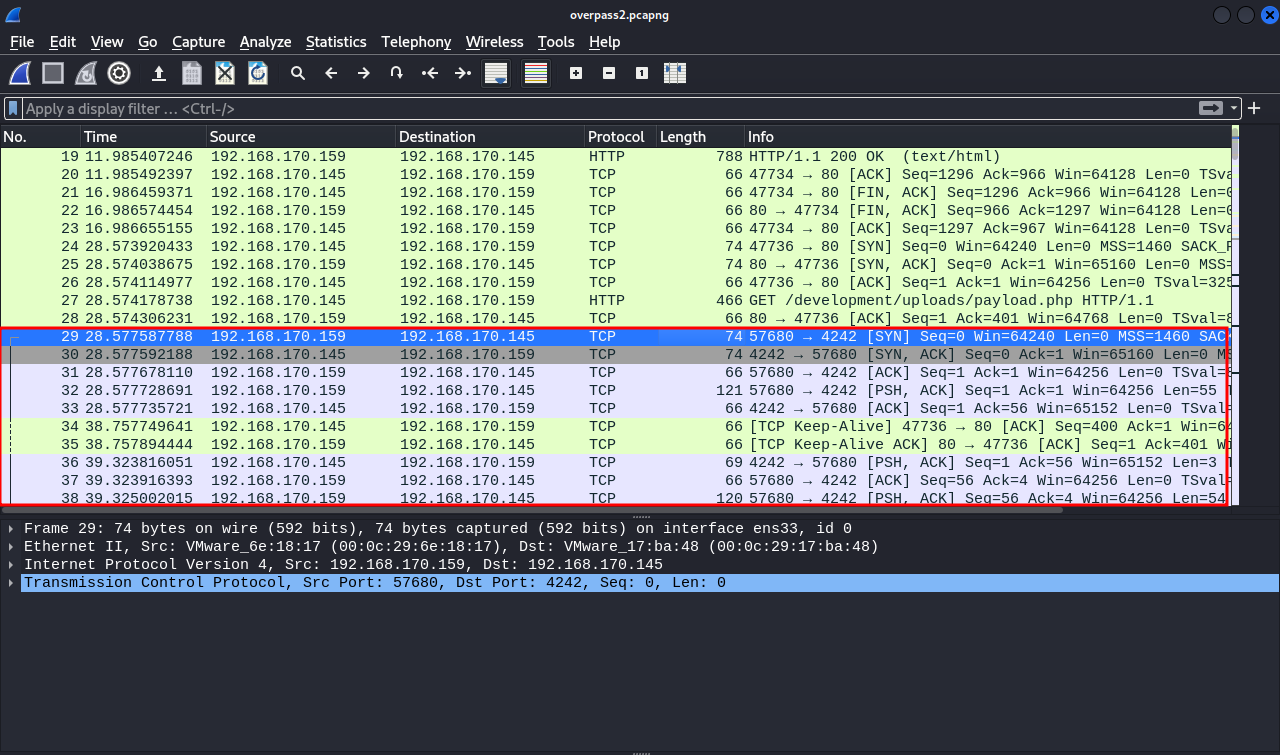 overpass2.pcapng
File Edit View Go Capture Analyze Statistics Telephony Wireless Tools Help
Apply a display filter … <Ctrl-/>
No. Time Source Destination Protocol Length Info
19 11.985407246 192.168.170.159 192.168.170.145 HTTP 788 HTTP/1.1 200 OK (text/html)
20 11.985492397 192.168.170.145 192.168.170.159 TCP 66 47734 → 80 [ACK] Seq=1296 Ack=966 Win=64128 Len=0 TSva
21 16.986459371 192.168.170.145 192.168.170.159 TCP 66 47734 → 80 [FIN, ACK] Seq=1296 Ack=966 Win=64128 Len=0
22 16.986574454 192.168.170.159 192.168.170.145 TCP 66 80 → 47734 [FIN, ACK] Seq=966 Ack=1297 Win=64128 Len=0
23 16.986655155 192.168.170.145 192.168.170.159 TCP 66 47734 → 80 [ACK] Seq=1297 Ack=967 Win=64128 Len=0 TSva
24 28.573920433 192.168.170.145 192.168.170.159 TCP 74 47736 → 80 [SYN] Seq=0 Win=64240 Len=0 MSS=1460 SACK_P
25 28.574038675 192.168.170.159 192.168.170.145 TCP 74 80 → 47736 [SYN, ACK] Seq=0 Ack=1 Win=65160 Len=0 MSS=
26 28.574114977 192.168.170.145 192.168.170.159 TCP 66 47736 → 80 [ACK] Seq=1 Ack=1 Win=64256 Len=0 TSval=325
27 28.574178738 192.168.170.145 192.168.170.159 HTTP 466 GET /development/uploads/payload.php HTTP/1.1
28 28.574306231 192.168.170.159 192.168.170.145 TCP 66 80 → 47736 [ACK] Seq=1 Ack=401 Win=64768 Len=0 TSval=8
29 28.577587788 192.168.170.159 192.168.170.145 TCP 74 57680 → 4242 [SYN] Seq=0 Win=64240 Len=0 MSS=1460 SAC
30 28.577592188 192.168.170.145 192.168.170.159 TCP 74 4242 → 57680 [SYN, ACK] Seq=0 Ack=1 Win=65160 Len=0 MS
31 28.577678110 192.168.170.159 192.168.170.145 TCP 66 57680 → 4242 [ACK] Seq=1 Ack=1 Win=64256 Len=0 TSval=8
32 28.577728691 192.168.170.159 192.168.170.145 TCP 121 57680 → 4242 [PSH, ACK] Seq=1 Ack=1 Win=64256 Len=55 T
33 28.577735721 192.168.170.145 192.168.170.159 TCP 66 4242 → 57680 [ACK] Seq=1 Ack=56 Win=65152 Len=0 TSval=
34 38.757749641 192.168.170.145 192.168.170.159 TCP 66 [TCP Keep-Alive] 47736 → 80 [ACK] Seq=400 Ack=1 Win=64
35 38.757894444 192.168.170.159 192.168.170.145 TCP 66 [TCP Keep-Alive ACK] 80 → 47736 [ACK] Seq=1 Ack=401 Wi
36 39.323816051 192.168.170.145 192.168.170.159 TCP 69 4242 → 57680 [PSH, ACK] Seq=1 Ack=56 Win=65152 Len=3 T
37 39.323916393 192.168.170.159 192.168.170.145 TCP 66 57680 → 4242 [ACK] Seq=56 Ack=4 Win=64256 Len=0 TSval=
38 39.325002015 192.168.170.159 192.168.170.145 TCP 120 57680 → 4242 [PSH, ACK] Seq=56 Ack=4 Win=64256 Len=54
Frame 29: 74 bytes on wire (592 bits), 74 bytes captured (592 bits) on interface ens33, id 0
Ethernet II, Src: VMware_6e:18:17 (00:0c:29:6e:18:17), Dst: VMware_17:ba:48 (00:0c:29:17:ba:48)
Internet Protocol Version 4, Src: 192.168.170.159, Dst: 192.168.170.145
Transmission Control Protocol, Src Port: 57680, Dst Port: 4242, Seq: 0, Len: 0